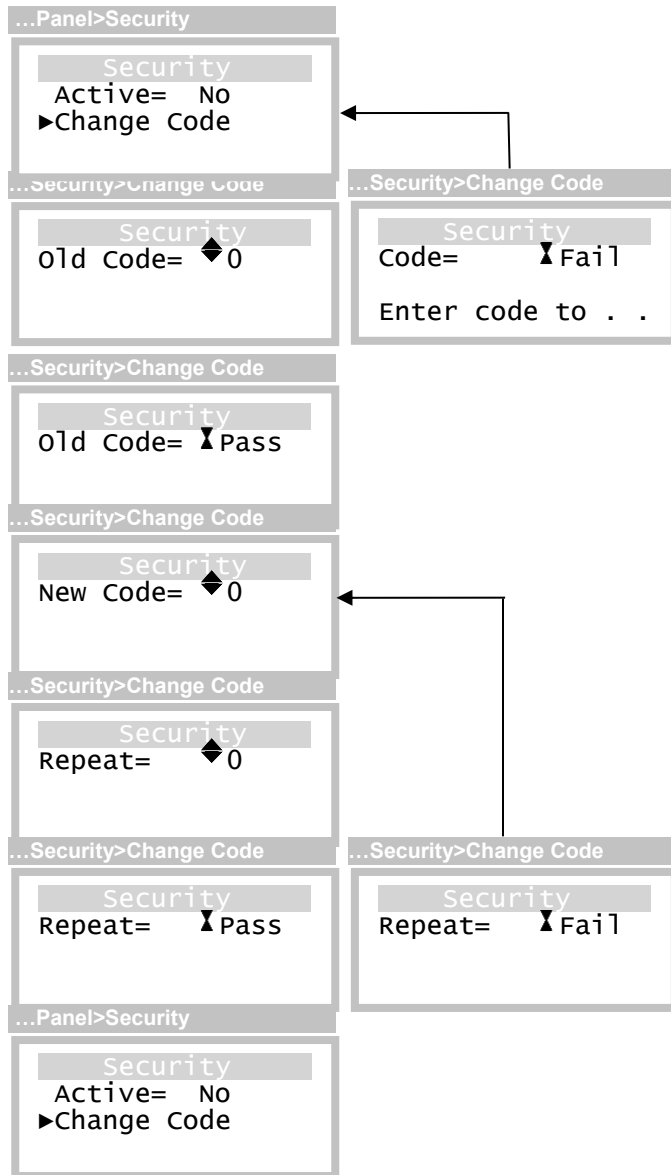 ...Panel>Security
Security
Active= No
►Change Code
...Security>Change Code
Security
Old Code= 0
...Security>Change Code
Security
Code= Fail
Enter code to . .
...Security>Change Code
Security
Old Code= Pass
...Security>Change Code
Security
New Code= 0
...Security>Change Code
Security
Repeat= 0
...Security>Change Code
Security
Repeat= Pass
...Security>Change Code
Security
Repeat= Fail
...Panel>Security
Security
Active= No
►Change Code